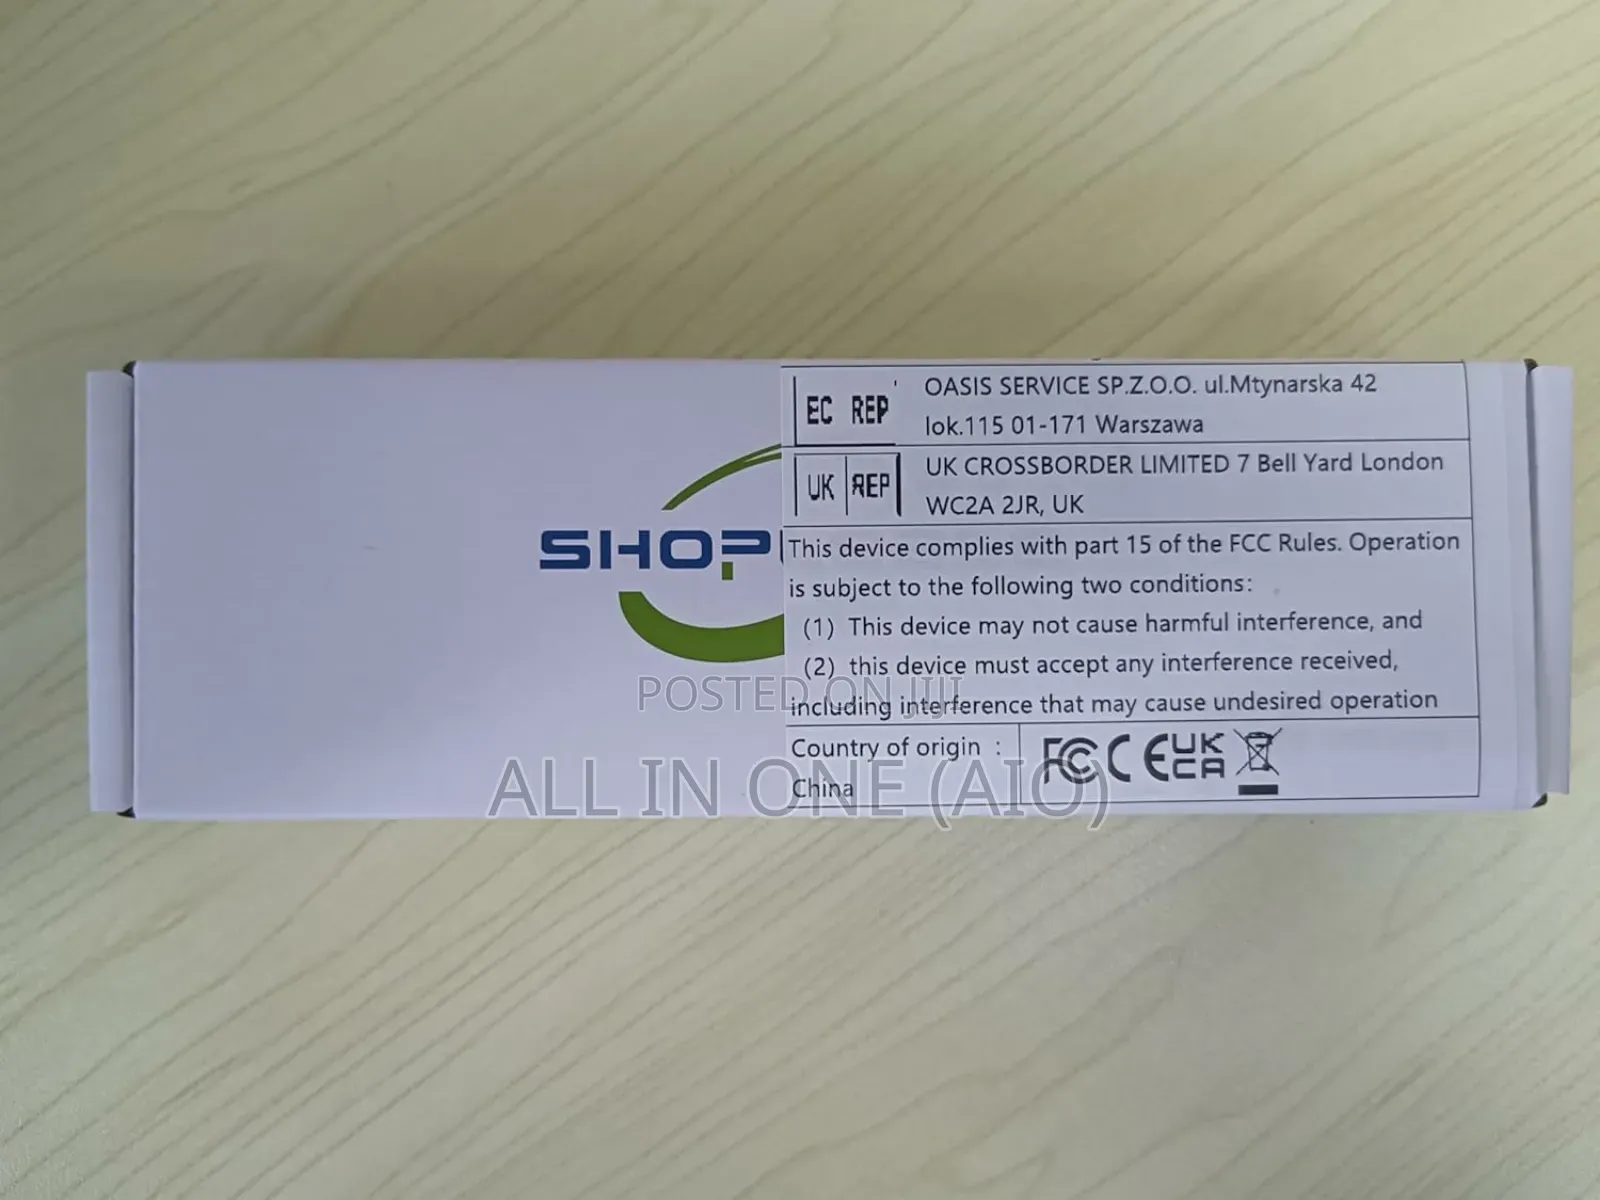 EC REP
OASIS SERVICE SP.Z.O.O. ul.Mtynarska 42
lok.115 01-171 Warszawa
UK REP
UK CROSSBORDER LIMITED 7 Bell Yard London
WC2A 2JR, UK
SHOP
This device complies with part 15 of the FCC Rules. Operation
is subject to the following two conditions:
(1) This device may not cause harmful interference, and
(2) this device must accept any interference received,
including interference that may cause undesired operation
POSTED ON JIJI
Country of origin :
China
FC CE UK
CA
ALL IN ONE (AIO)